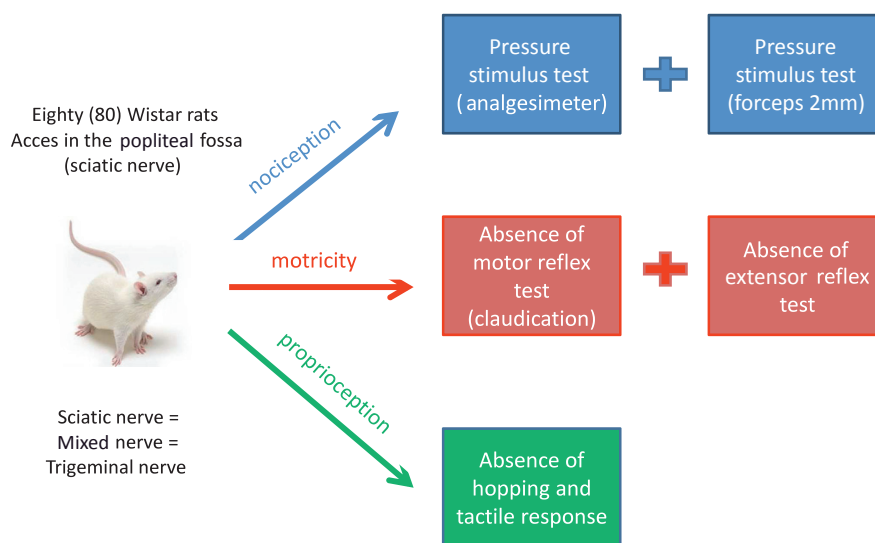 Eighty (80) Wistar rats
Acces in the popliteal fossa
(sciatic nerve)
Sciatic nerve =
Mixed nerve =
Trigeminal nerve
nociception
Pressure
stimulus test
(analgesimeter)
Pressure
stimulus test
(forceps 2mm)
motricity
Absence of
motor reflex
test
(claudication)
Absence of
extensor reflex
test
proprioception
Absence of
hopping and
tactile response